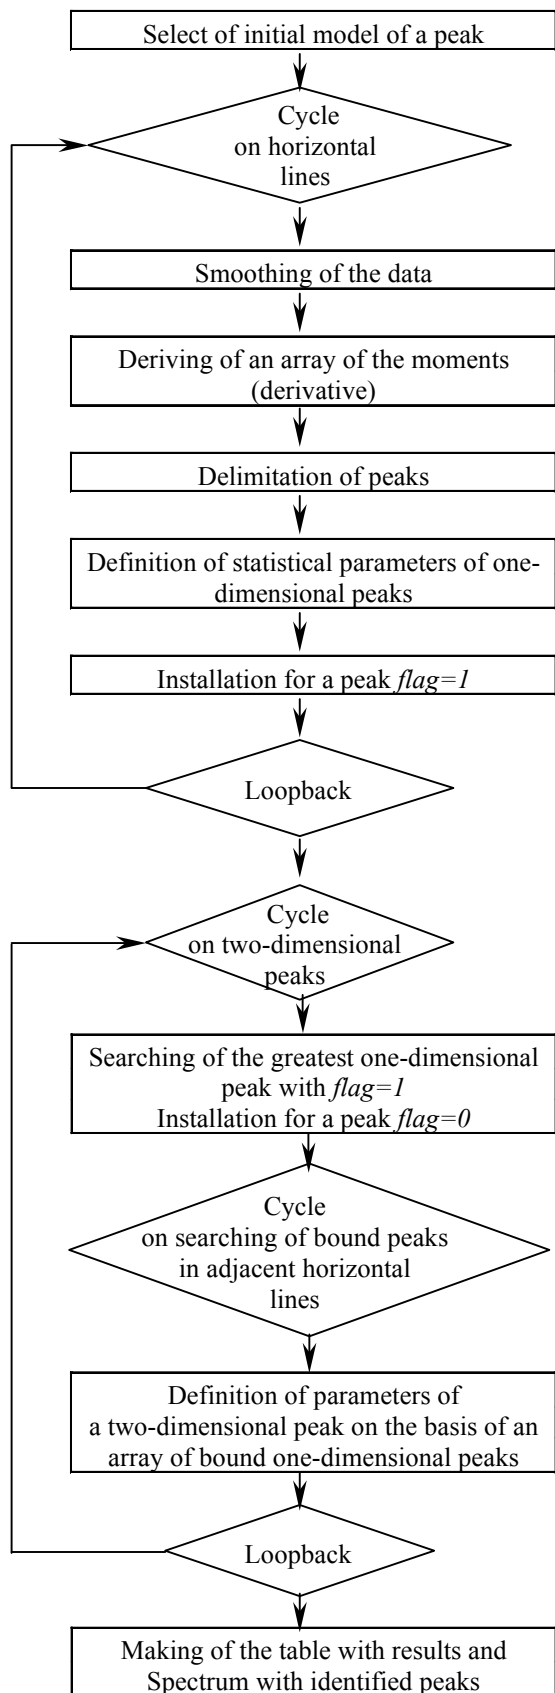 Select of initial model of a peak
Cycle
on horizontal
lines
Smoothing of the data
Deriving of an array of the moments
(derivative)
Delimitation of peaks
Definition of statistical parameters of one-
dimensional peaks
Installation for a peak flag=1
Loopback
Cycle
on two-dimensional
peaks
Searching of the greatest one-dimensional
peak with flag=1
Installation for a peak flag=0
Cycle
on searching of bound peaks
in adjacent horizontal
lines
Definition of parameters of
a two-dimensional peak on the basis of an
array of bound one-dimensional peaks
Loopback
Making of the table with results and
Spectrum with identified peaks